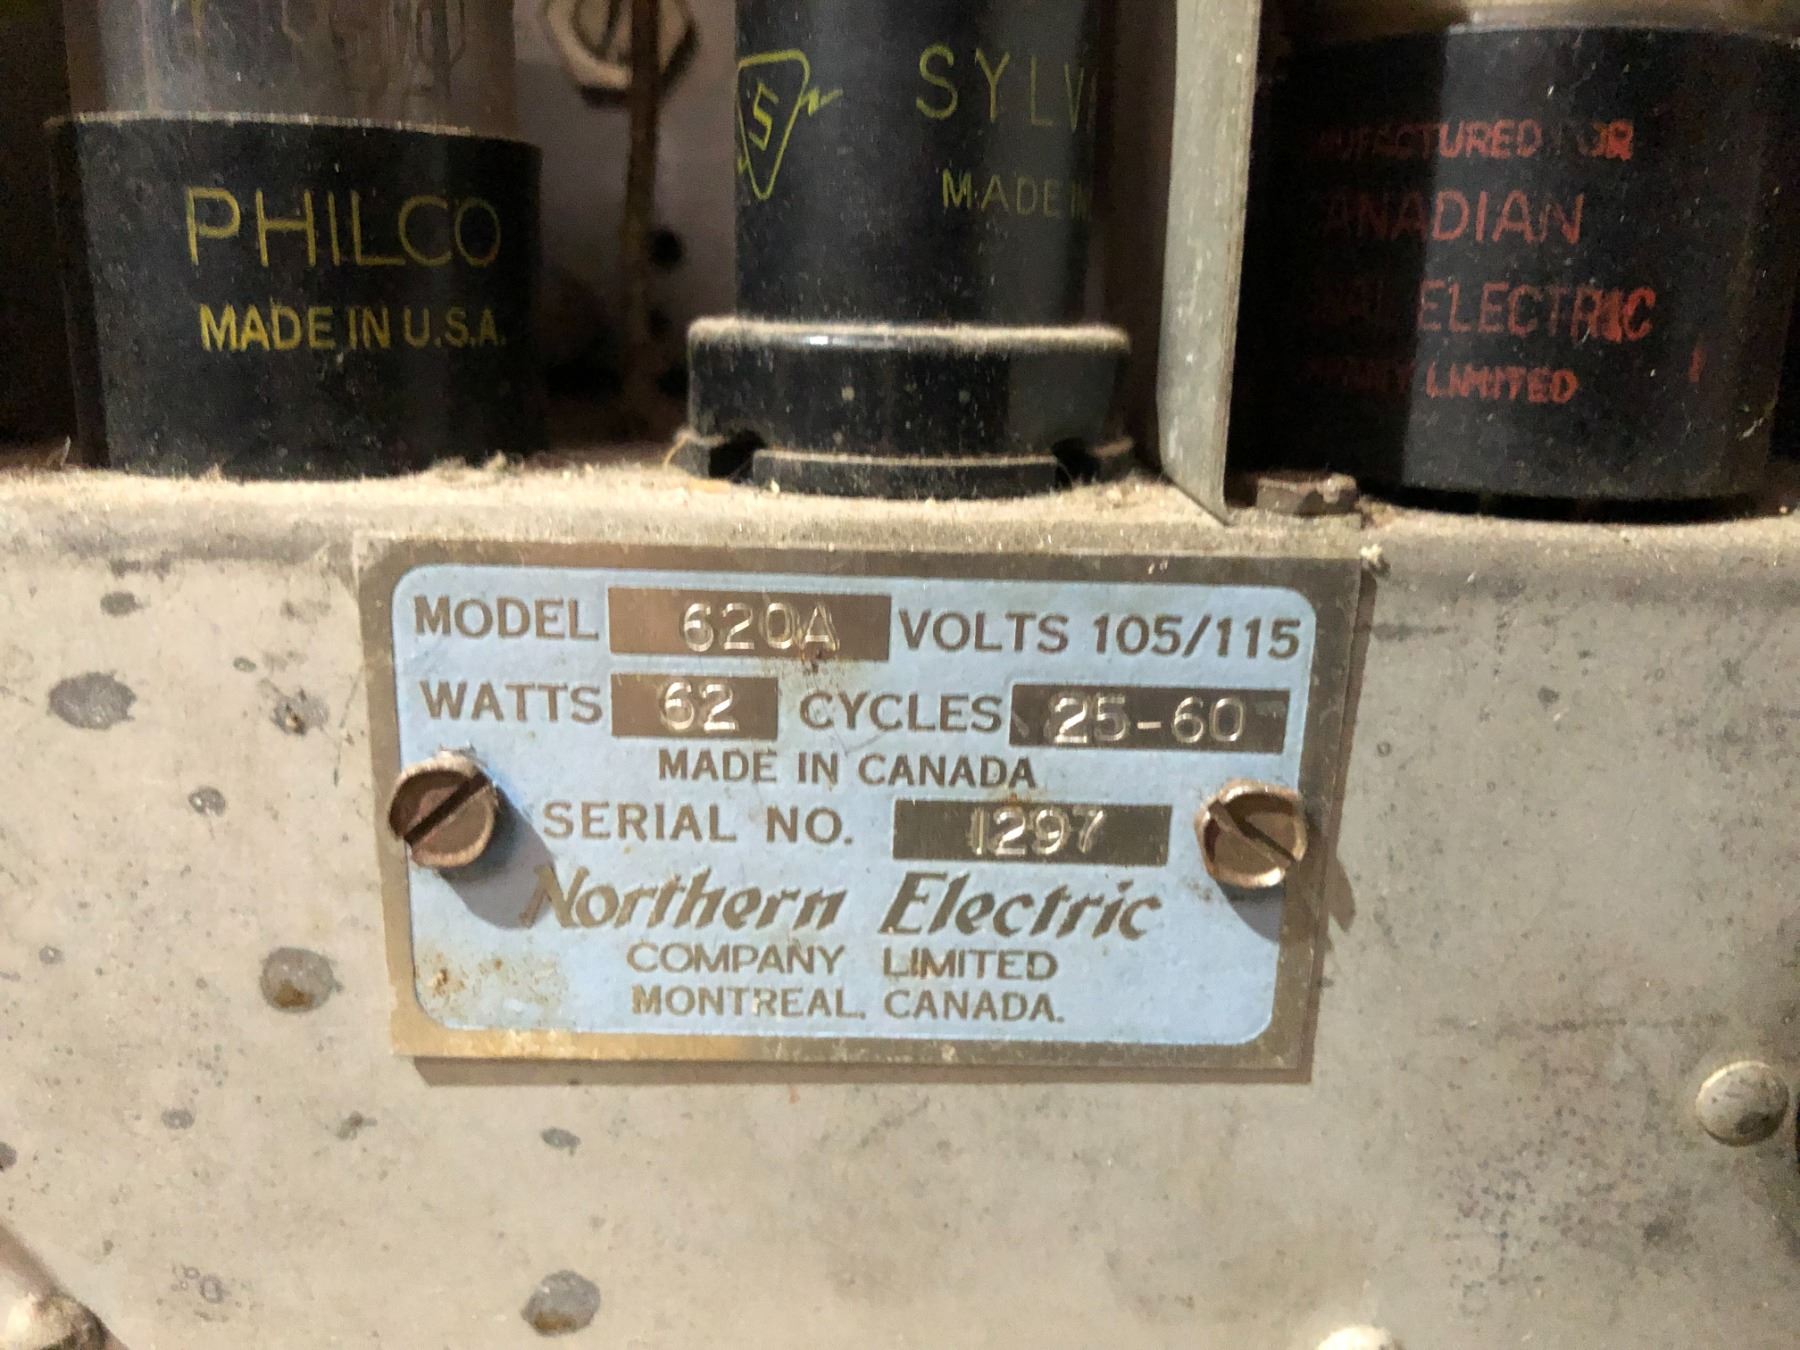 PHILCO
MADE IN U.S.A.
S
SYLV
MADE IN
ANADIAN
ELECTRIC
LIMITED
MODEL 620A VOLTS 105/115
WATTS 62 CYCLES 25-60
MADE IN CANADA
SERIAL NO. 1297
Northern Electric
COMPANY LIMITED
MONTREAL, CANADA.